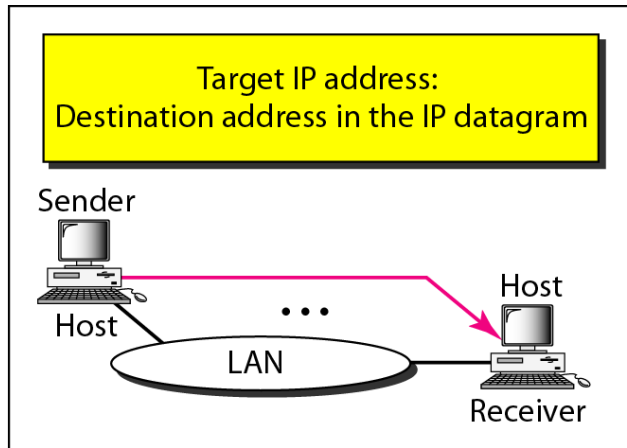 Target IP address:
Destination address in the IP datagram
Sender
Host
Host
• • •
LAN
Receiver